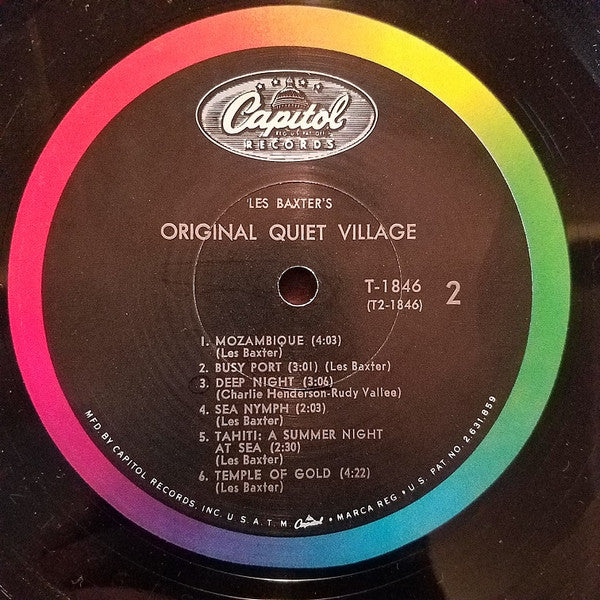 Capitol
REG. U.S. PAT. OFF.
RECORDS
LES BAXTER'S
ORIGINAL QUIET VILLAGE
T-1846
(T2-1846)
2
1. MOZAMBIQUE (4:03)
(Les Baxter)
2. BUSY PORT (3:01) (Les Baxter)
3. DEEP NIGHT (3:06)
(Charlie Henderson-Rudy Vallee)
4. SEA NYMPH (2:03)
(Les Baxter)
5. TAHITI: A SUMMER NIGHT
AT SEA (2:30)
(Les Baxter)
6. TEMPLE OF GOLD (4:22)
(Les Baxter)
MFD. BY CAPITOL RECORDS, INC. U.S.A. T.M. Capitol • MARCA REG. • U.S. PAT. NO. 2,631,859